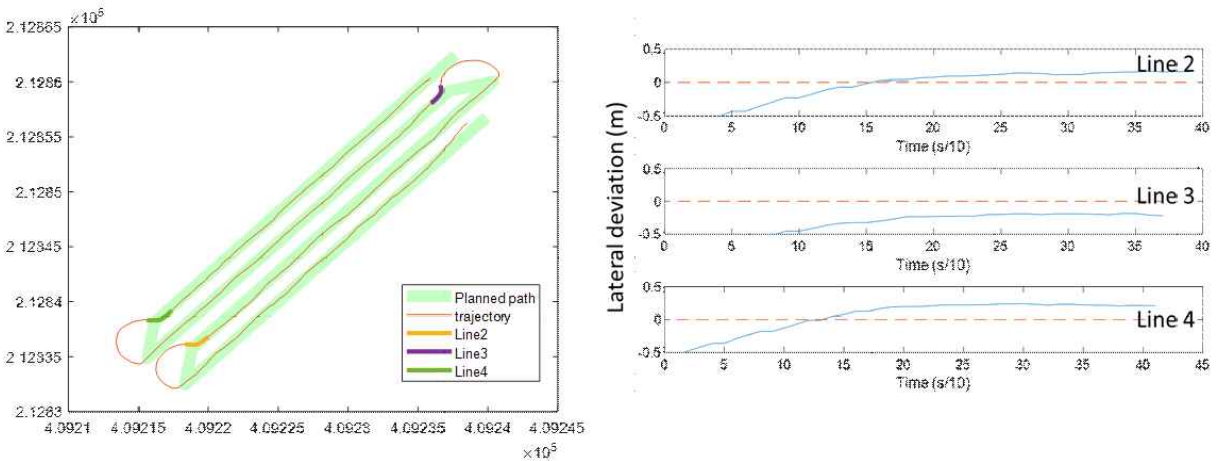 ×10⁵
2.12865
2.1286
2.12855
2.1285
2.12845
2.1284
2.12835
2.1283
4.0921 4.09215 4.0922 4.09225 4.0923 4.09235 4.0924 4.09245
×10⁵
Planned path
trajectory
Line2
Line3
Line4
Lateral deviation (m)
0.5
0
-0.5
Line 2
0 5 10 15 20 25 30 35 40
Time (s/10)
0.5
0
-0.5
Line 3
0 5 10 15 20 25 30 35 40
Time (s/10)
0.5
0
-0.5
Line 4
0 5 10 15 20 25 30 35 40 45
Time (s/10)